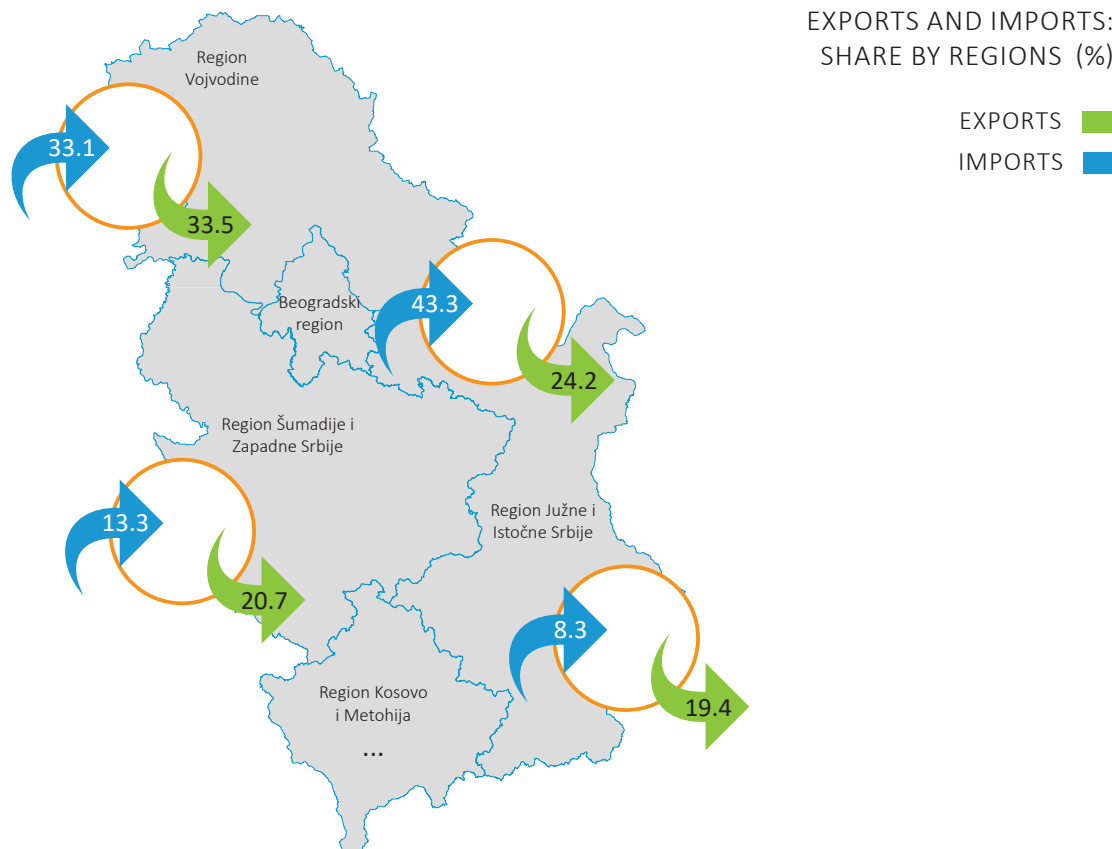 EXPORTS AND IMPORTS:
SHARE BY REGIONS (%)
EXPORTS
IMPORTS
Region
Vojvodine
33.1
33.5
Beogradski
region
43.3
24.2
Region Šumadije i
Zapadne Srbije
13.3
20.7
Region Južne i
Istočne Srbije
8.3
19.4
Region Kosovo
i Metohija
...